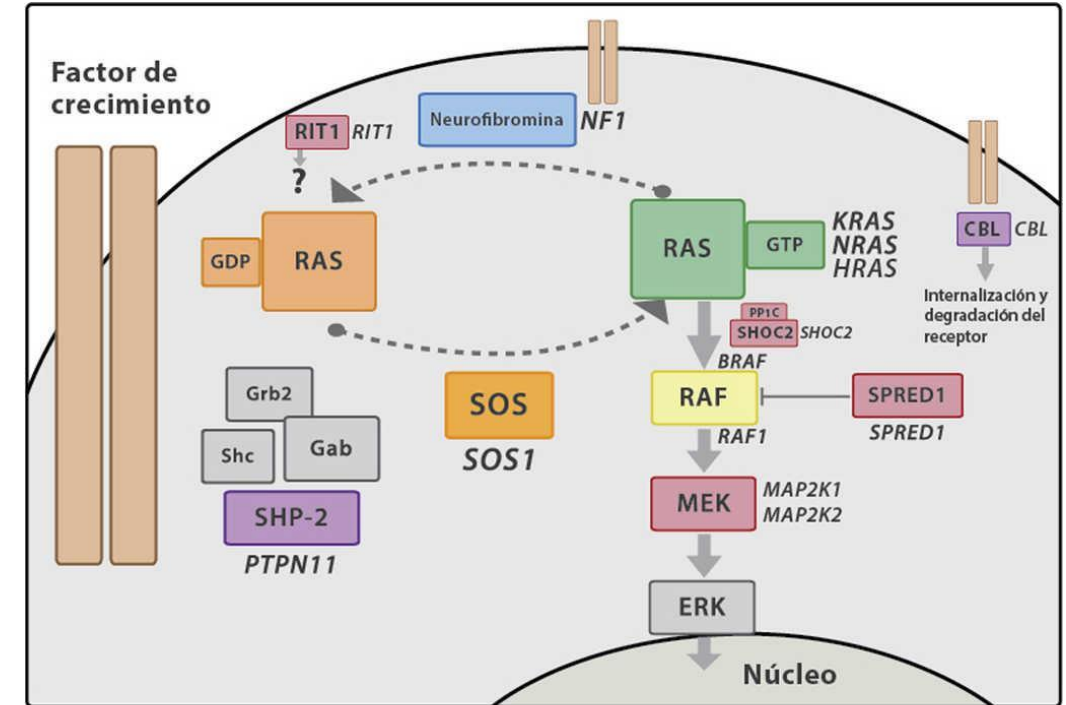 Factor de
crecimiento
RIT1 RIT1
?
Neurofibromina NF1
GDP RAS
RAS GTP
KRAS
NRAS
HRAS
CBL CBL
Internalización y
degradación del
receptor
PP1C
SHOC2 SHOC2
BRAF
RAF
RAF1
SPRED1
SPRED1
Grb2
Shc
Gab
SHP-2
PTPN11
SOS
SOS1
MEK
MAP2K1
MAP2K2
ERK
Núcleo